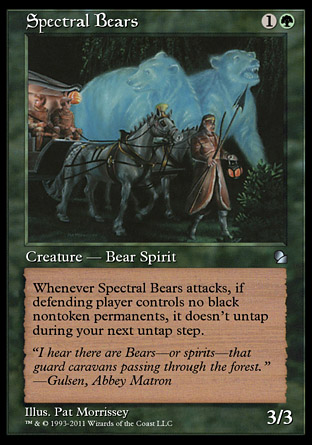 Spectral Bears 1
Creature — Bear Spirit
Whenever Spectral Bears attacks, if
defending player controls no black
nontoken permanents, it doesn't untap
during your next untap step.
"I hear there are Bears—or spirits—that
guard caravans passing through the forest."
—Gulsen, Abbey Matron
Illus. Pat Morrissey
™ & © 1993-2011 Wizards of the Coast LLC
3/3